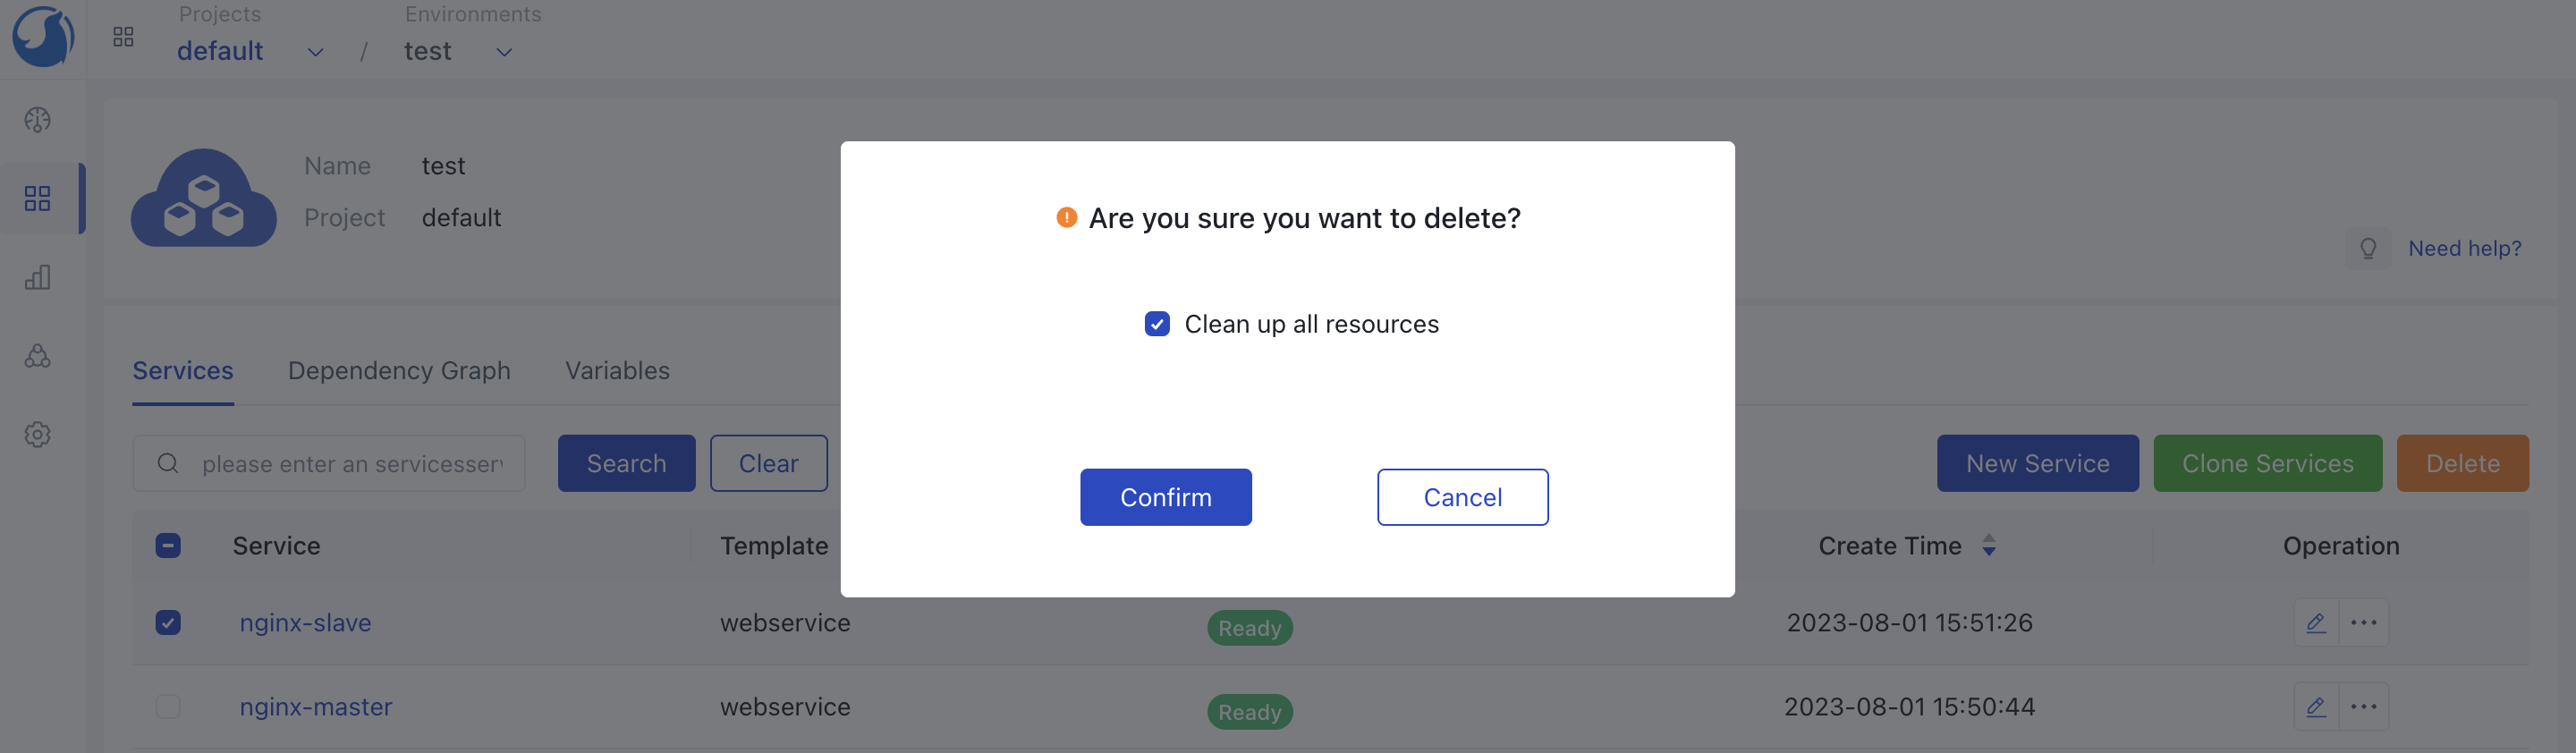 Projects
Environments
default / test
Name test
Project default
Need help?
Are you sure you want to delete?
Clean up all resources
Confirm Cancel
Services Dependency Graph Variables
please enter an servicesser
Search Clear New Service Clone Services Delete
Service Template Create Time Operation
nginx-slave webservice Ready 2023-08-01 15:51:26
nginx-master webservice Ready 2023-08-01 15:50:44